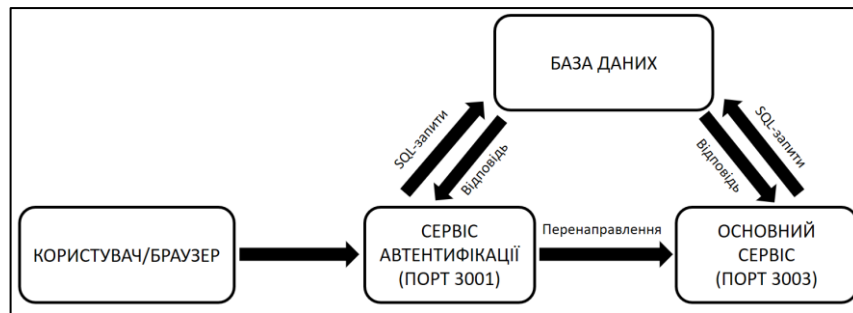 БАЗА ДАНИХ
SQL-запити
Відповідь
SQL-запити
Відповідь
КОРИСТУВАЧ/БРАУЗЕР
СЕРВІС
АВТЕНТИФІКАЦІЇ
(ПОРТ 3001)
Перенаправлення
ОСНОВНИЙ
СЕРВІС
(ПОРТ 3003)